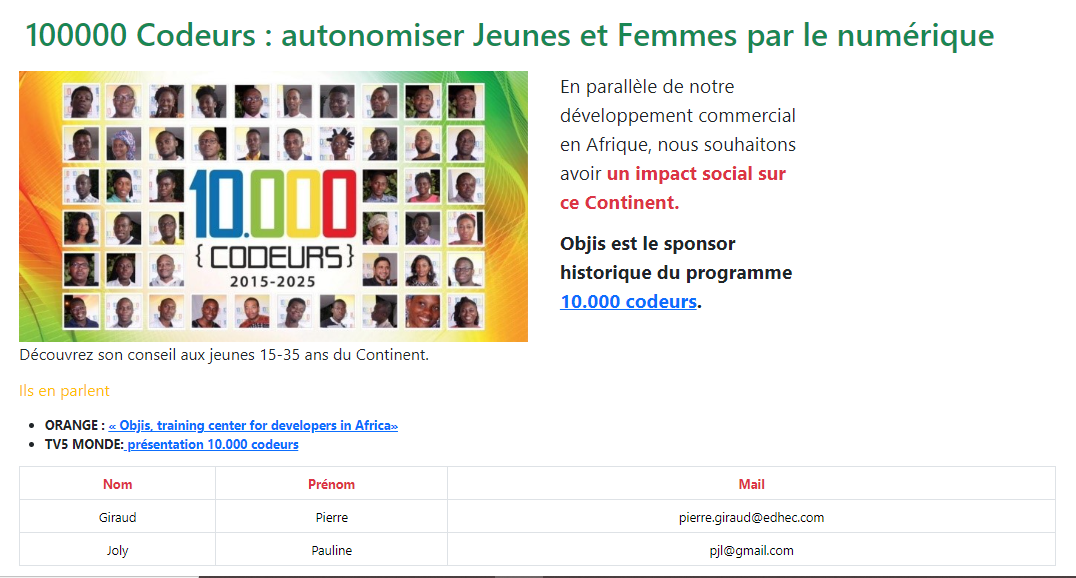 100000 Codeurs : autonomiser Jeunes et Femmes par le numérique
10.000
{CODEURS}
2015-2025
En parallèle de notre
développement commercial
en Afrique, nous souhaitons
avoir un impact social sur
ce Continent.
Objis est le sponsor
historique du programme
10.000 codeurs.
Découvrez son conseil aux jeunes 15-35 ans du Continent.
Ils en parlent
• ORANGE : « Objis, training center for developers in Africa»
• TV5 MONDE: présentation 10.000 codeurs
Nom Prénom Mail
Giraud Pierre pierre.giraud@edhec.com
Joly Pauline pjl@gmail.com